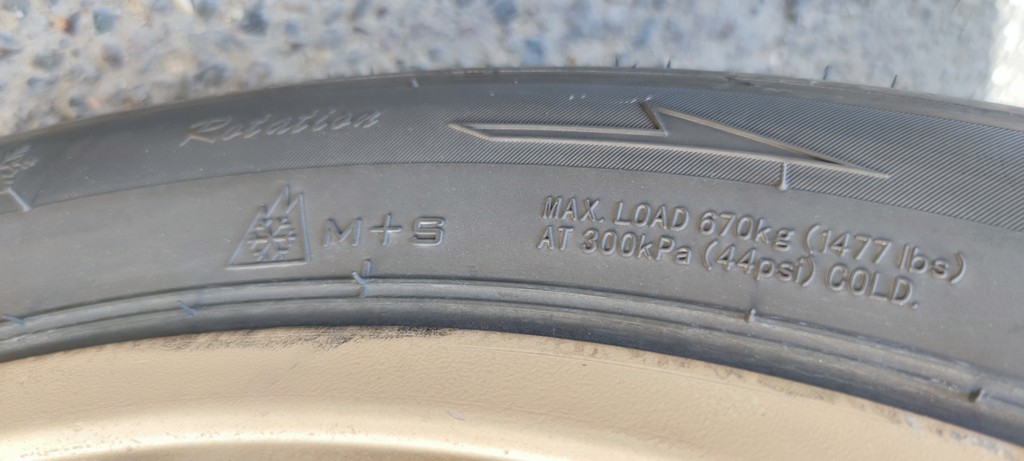 Rotation
M+S
MAX. LOAD 670kg (1477 lbs)
AT 300kPa (44psi) COLD.